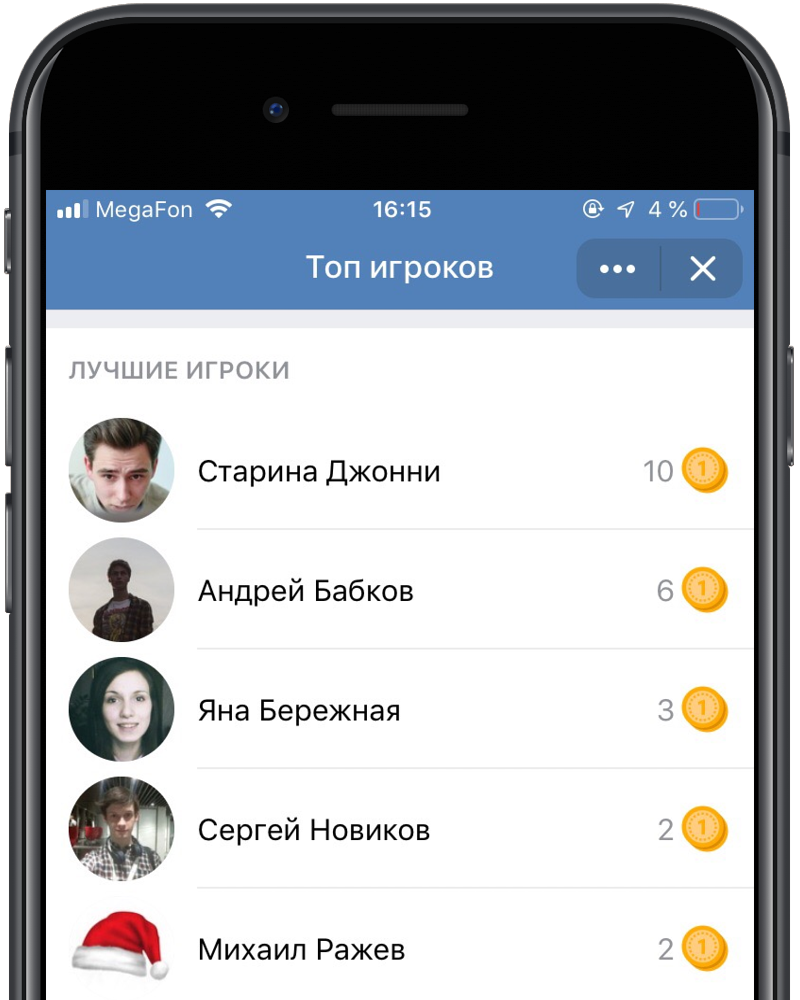 MegaFon 16:15 4 %
Топ игроков
ЛУЧШИЕ ИГРОКИ
Старина Джонни 10 1
Андрей Бабков 6 1
Яна Бережная 3 1
Сергей Новиков 2 1
Михаил Ражев 2 1